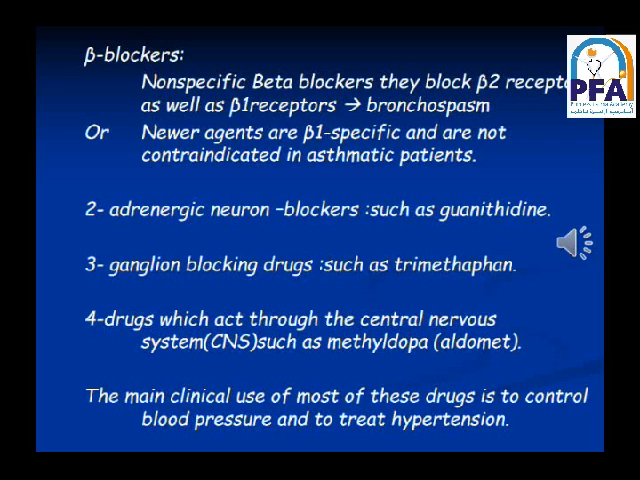 β-blockers:
Nonspecific Beta blockers they block β2
as well as β1receptors → bronchospasm
Or Newer agents are β1-specific and are not
contraindicated in asthmatic patients.
2- adrenergic neuron –blockers :such as guanithidine.
3- ganglion blocking drugs :such as trimethaphan.
4-drugs which act through the central nervous
system(CNS)such as methyldopa (aldomet).
The main clinical use of most of these drugs is to control
blood pressure and to treat hypertension.
PFA